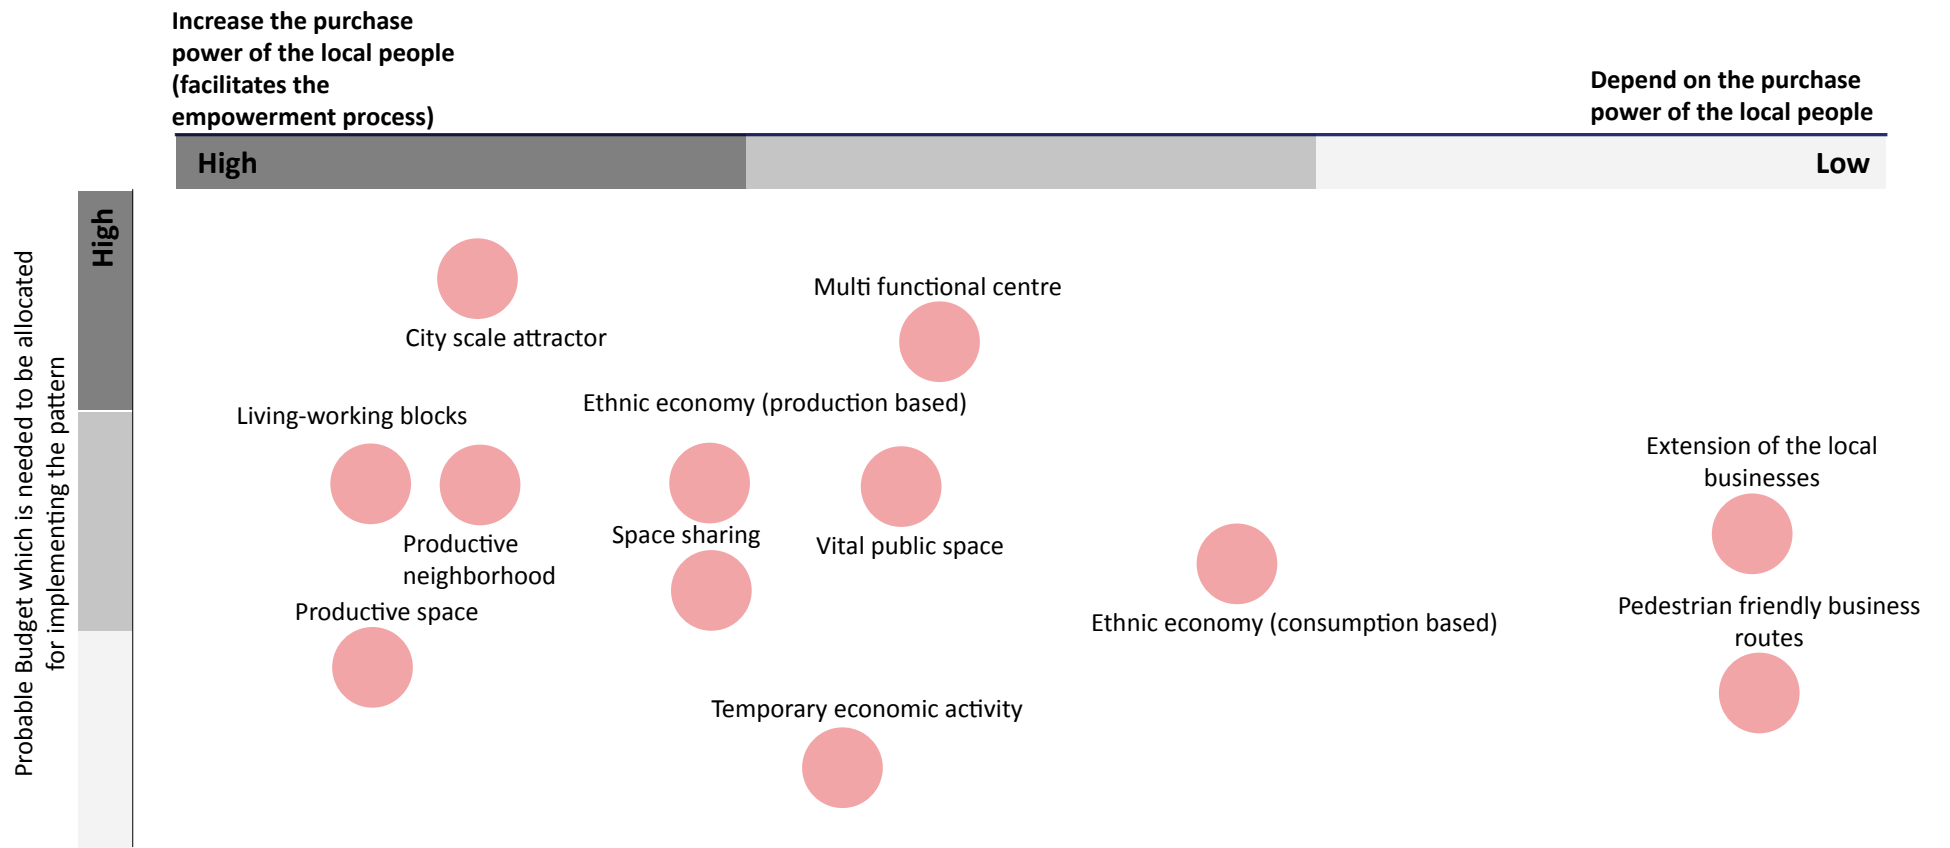 Increase the purchase
power of the local people
(facilitates the
empowerment process)
Depend on the purchase
power of the local people
High
Low
High
Probable Budget which is needed to be allocated
for implementing the pattern
City scale attractor
Multi functional centre
Living-working blocks
Ethnic economy (production based)
Productive
neighborhood
Space sharing
Vital public space
Extension of the local
businesses
Productive space
Ethnic economy (consumption based)
Pedestrian friendly business
routes
Temporary economic activity